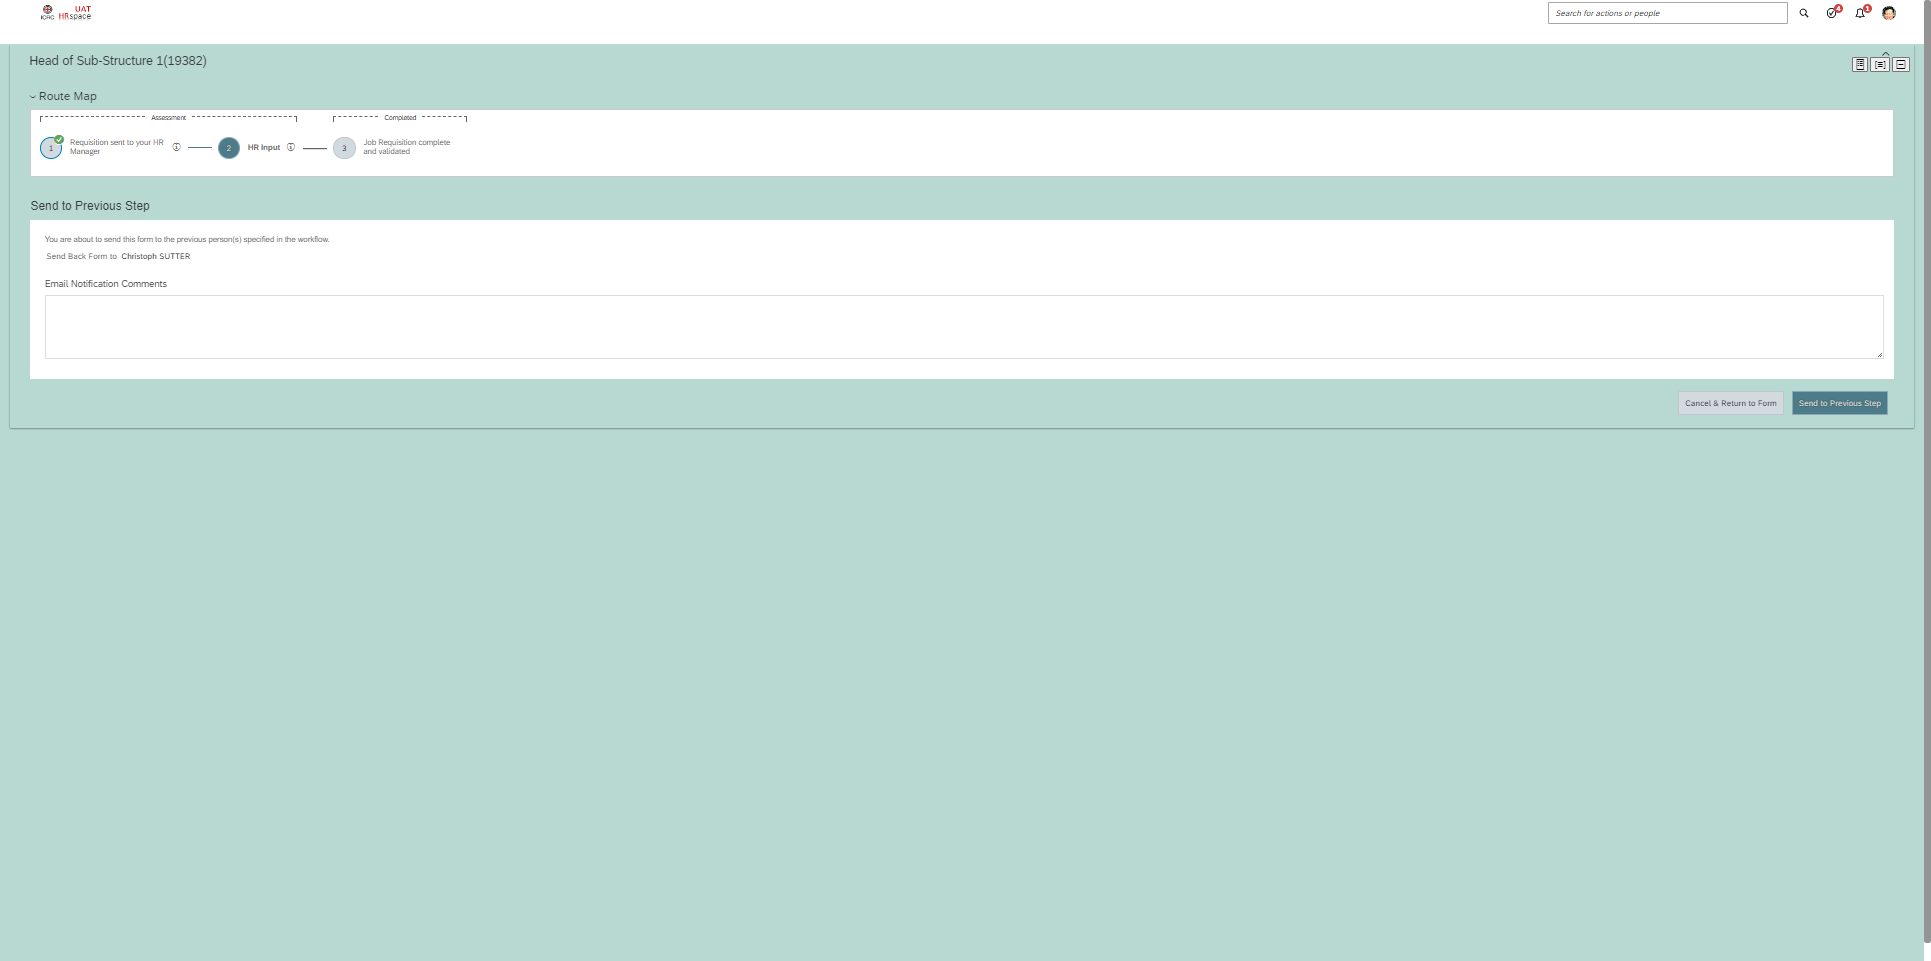 UAT
ICRC HRspace
Search for actions or people
4
1
Head of Sub-Structure 1(19382)
Route Map
Assessment
Completed
1
Requisition sent to your HR
Manager
2
HR Input
3
Job Requisition complete
and validated
Send to Previous Step
You are about to send this form to the previous person(s) specified in the workflow.
Send Back Form to Christoph SUTTER
Email Notification Comments
Cancel & Return to Form
Send to Previous Step